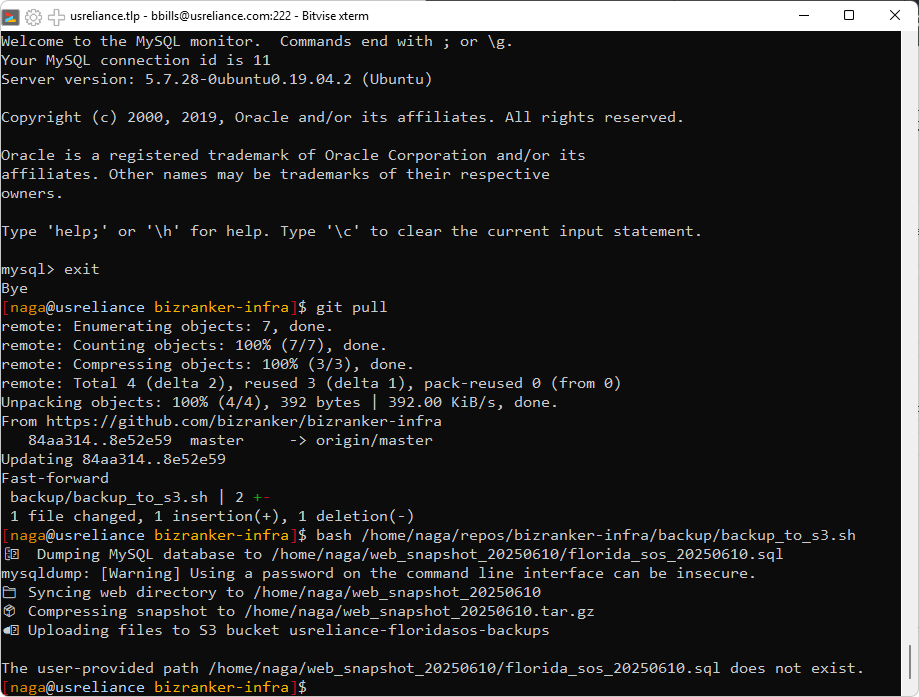 usreliance.tlp - bbills@usreliance.com:222 - Bitvise xterm
Welcome to the MySQL monitor.  Commands end with ; or \g.
Your MySQL connection id is 11
Server version: 5.7.28-0ubuntu0.19.04.2 (Ubuntu)
Copyright (c) 2000, 2019, Oracle and/or its affiliates. All rights reserved.
Oracle is a registered trademark of Oracle Corporation and/or its
affiliates. Other names may be trademarks of their respective
owners.
Type 'help;' or '\h' for help. Type '\c' to clear the current input statement.
mysql> exit
Bye
[naga@usreliance bizranker-infra]$ git pull
remote: Enumerating objects: 7, done.
remote: Counting objects: 100% (7/7), done.
remote: Compressing objects: 100% (3/3), done.
remote: Total 4 (delta 2), reused 3 (delta 1), pack-reused 0 (from 0)
Unpacking objects: 100% (4/4), 392 bytes | 392.00 KiB/s, done.
From https://github.com/bizranker/bizranker-infra
   84aa314..8e52e59  master     -> origin/master
Updating 84aa314..8e52e59
Fast-forward
 backup/backup_to_s3.sh | 2 +-
 1 file changed, 1 insertion(+), 1 deletion(-)
[naga@usreliance bizranker-infra]$ bash /home/naga/repos/bizranker-infra/backup/backup_to_s3.sh
Dumping MySQL database to /home/naga/web_snapshot_20250610/florida_sos_20250610.sql
mysqldump: [Warning] Using a password on the command line interface can be insecure.
Syncing web directory to /home/naga/web_snapshot_20250610
Compressing snapshot to /home/naga/web_snapshot_20250610.tar.gz
Uploading files to S3 bucket usreliance-floridasos-backups
The user-provided path /home/naga/web_snapshot_20250610/florida_sos_20250610.sql does not exist.
[naga@usreliance bizranker-infra]$